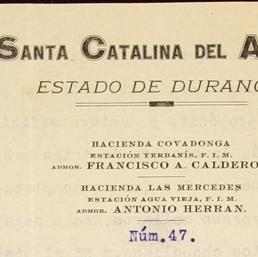 SANTA CATALINA DEL A
ESTADO DE DURANG
HACIENDA COVADONGA
ESTACIÓN YERBANÍS, F. I. M.
ADMOR. FRANCISCO A. CALDERO
HACIENDA LAS MERCEDES
ESTACIÓN AGUA VIEJA, F. I. M.
ADMOR. ANTONIO HERRAN.
Núm. 47.